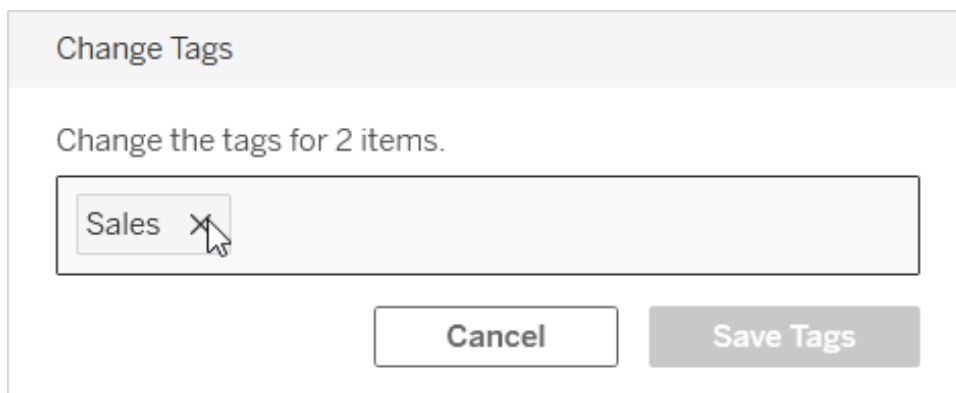 Change Tags
Change the tags for 2 items.
Sales
Cancel
Save Tags